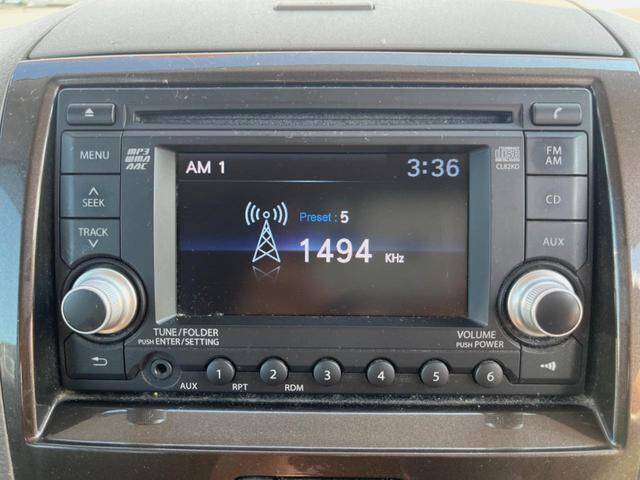 MENU
MP3
WMA
AAC
AM 1
3:36
disc
CL82KD
FM
AM
SEEK
Preset : 5
CD
TRACK
1494 KHz
AUX
TUNE/FOLDER
PUSH ENTER/SETTING
VOLUME
PUSH POWER
1 2 3 4 5 6
AUX RPT RDM